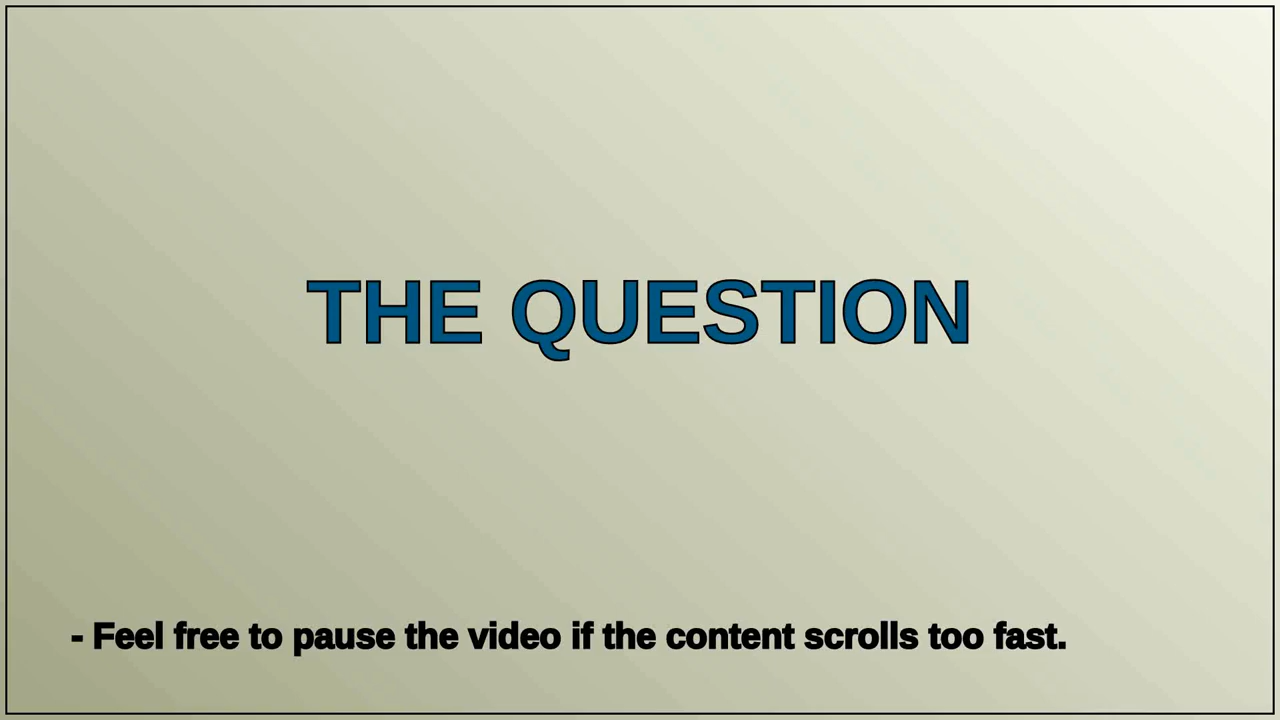 THE QUESTION
- Feel free to pause the video if the content scrolls too fast.